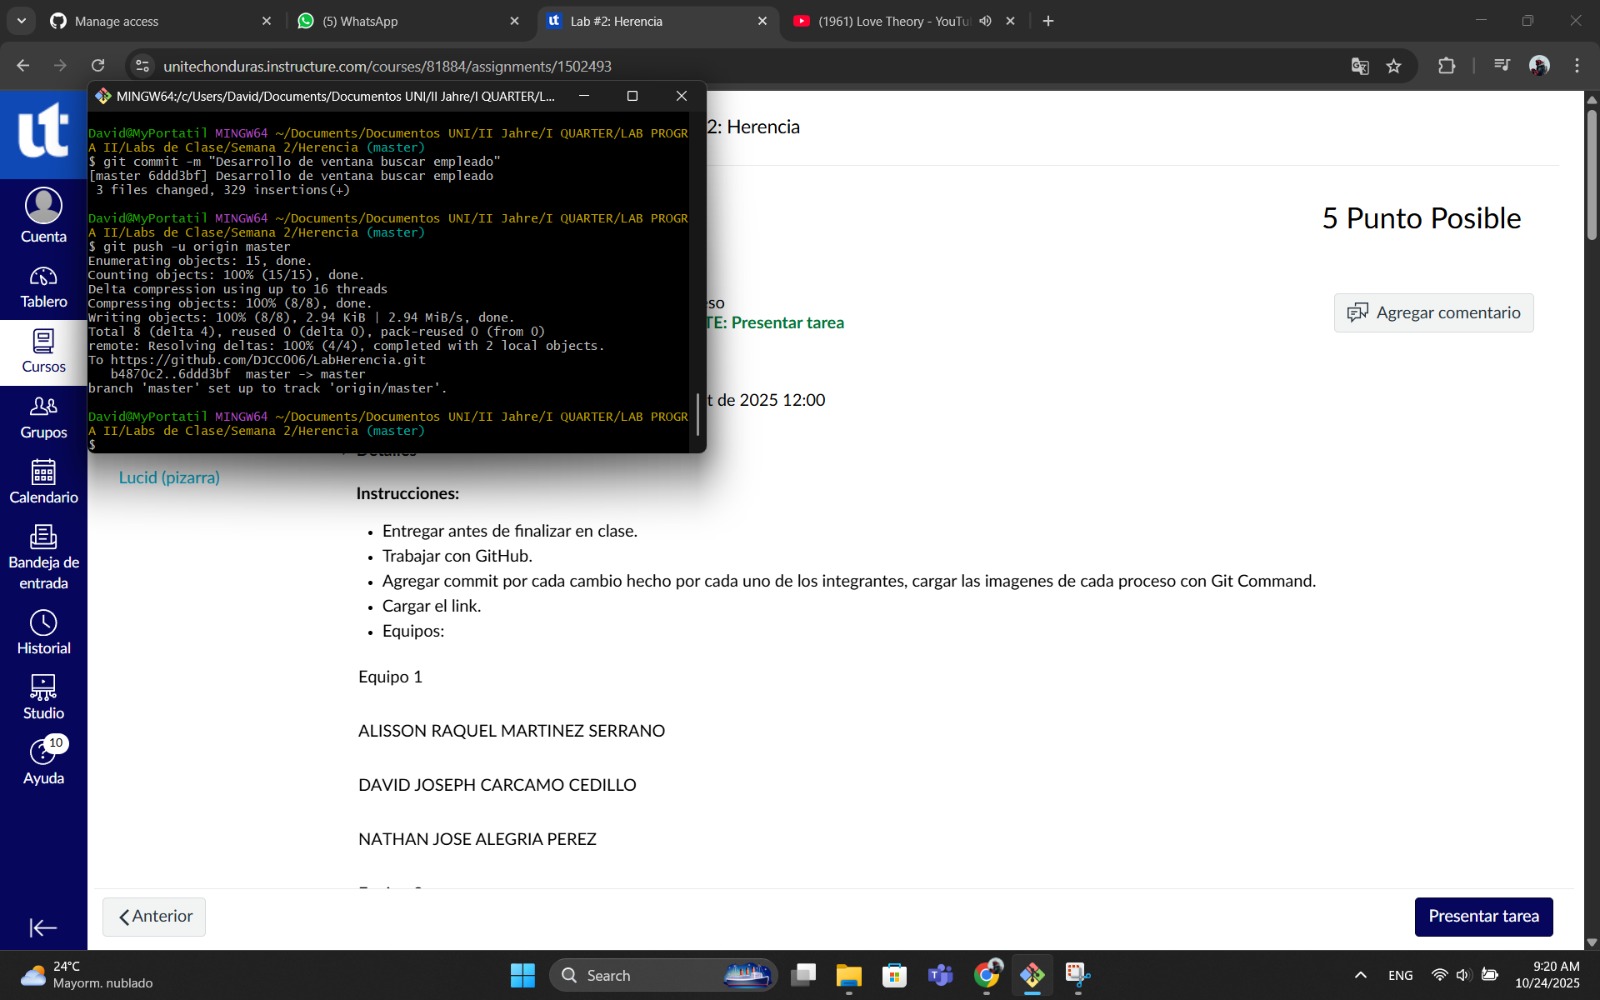 Manage access
(5) WhatsApp
Lab #2: Herencia
(1961) Love Theory - YouTu
unitechonduras.instructure.com/courses/81884/assignments/1502493
MINGW64:/c/Users/David/Documents/Documentos UNI/II Jahre/I QUARTER/L...
David@MyPortatil MINGW64 ~/Documents/Documentos UNI/II Jahre/I QUARTER/LAB PROGR
A II/Labs de Clase/Semana 2/Herencia (master)
$ git commit -m "Desarrollo de ventana buscar empleado"
[master 6ddd3bf] Desarrollo de ventana buscar empleado
3 files changed, 329 insertions(+)
David@MyPortatil MINGW64 ~/Documents/Documentos UNI/II Jahre/I QUARTER/LAB PROGR
A II/Labs de Clase/Semana 2/Herencia (master)
$ git push -u origin master
Enumerating objects: 15, done.
Counting objects: 100% (15/15), done.
Delta compression using up to 16 threads
Compressing objects: 100% (8/8), done.
Writing objects: 100% (8/8), 2.94 KiB | 2.94 MiB/s, done.
Total 8 (delta 4), reused 0 (delta 0), pack-reused 0 (from 0)
remote: Resolving deltas: 100% (4/4), completed with 2 local objects.
To https://github.com/DJCC006/LabHerencia.git
b4870c2..6ddd3bf master -> master
branch 'master' set up to track 'origin/master'.
David@MyPortatil MINGW64 ~/Documents/Documentos UNI/II Jahre/I QUARTER/LAB PROGR
A II/Labs de Clase/Semana 2/Herencia (master)
$
ut
Cuenta
Tablero
Cursos
Grupos
Calendario
Bandeja de
entrada
Historial
Studio
10
Ayuda
2: Herencia
5 Punto Posible
eso
TE: Presentar tarea
Agregar comentario
t de 2025 12:00
Detalles
Lucid (pizarra)
Instrucciones:
• Entregar antes de finalizar en clase.
• Trabajar con GitHub.
• Agregar commit por cada cambio hecho por cada uno de los integrantes, cargar las imagenes de cada proceso con Git Command.
• Cargar el link.
• Equipos:
Equipo 1
ALISSON RAQUEL MARTINEZ SERRANO
DAVID JOSEPH CARCAMO CEDILLO
NATHAN JOSE ALEGRIA PEREZ
Anterior
Presentar tarea
24°C
Mayorm. nublado
Search
ENG
9:20 AM
10/24/2025